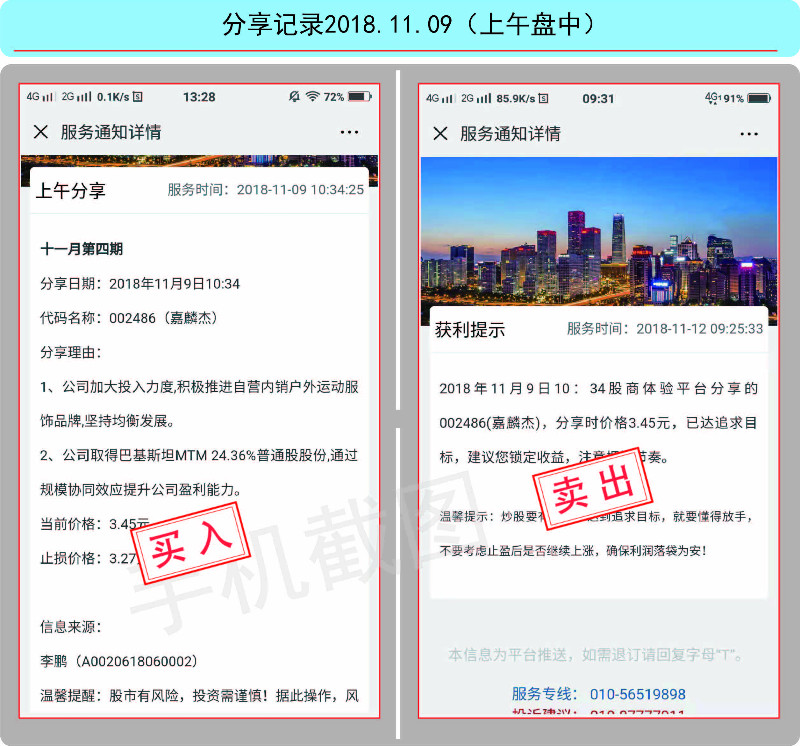 分享记录2018.11.09（上午盘中）
4G 2G 0.1K/s 13:28 72%
服务通知详情
上午分享 服务时间：2018-11-09 10:34:25
十一月第四期
分享日期：2018年11月9日10:34
代码名称：002486（嘉麟杰）
分享理由：
1、公司加大投入力度,积极推进自营内销户外运动服
饰品牌,坚持均衡发展。
2、公司取得巴基斯坦MTM 24.36%普通股股份,通过
规模协同效应提升公司盈利能力。
当前价格：3.45元
止损价格：3.27
买入
信息来源：
李鹏（A0020618060002）
温馨提醒：股市有风险，投资需谨慎！据此操作，风
4G 2G 85.9K/s 09:31 4G 91%
服务通知详情
获利提示 服务时间：2018-11-12 09:25:33
2018年11月9日10：34股商体验平台分享的
002486(嘉麟杰)，分享时价格3.45元，已达追求目
标，建议您锁定收益，注意 节奏。
卖出
温馨提示：炒股要 到追求目标，就要懂得放手，
不要考虑止盈后是否继续上涨，确保利润落袋为安！
本信息为平台推送，如需退订请回复字母“T”。
服务专线： 010-56519898
投诉建议：
手机截图